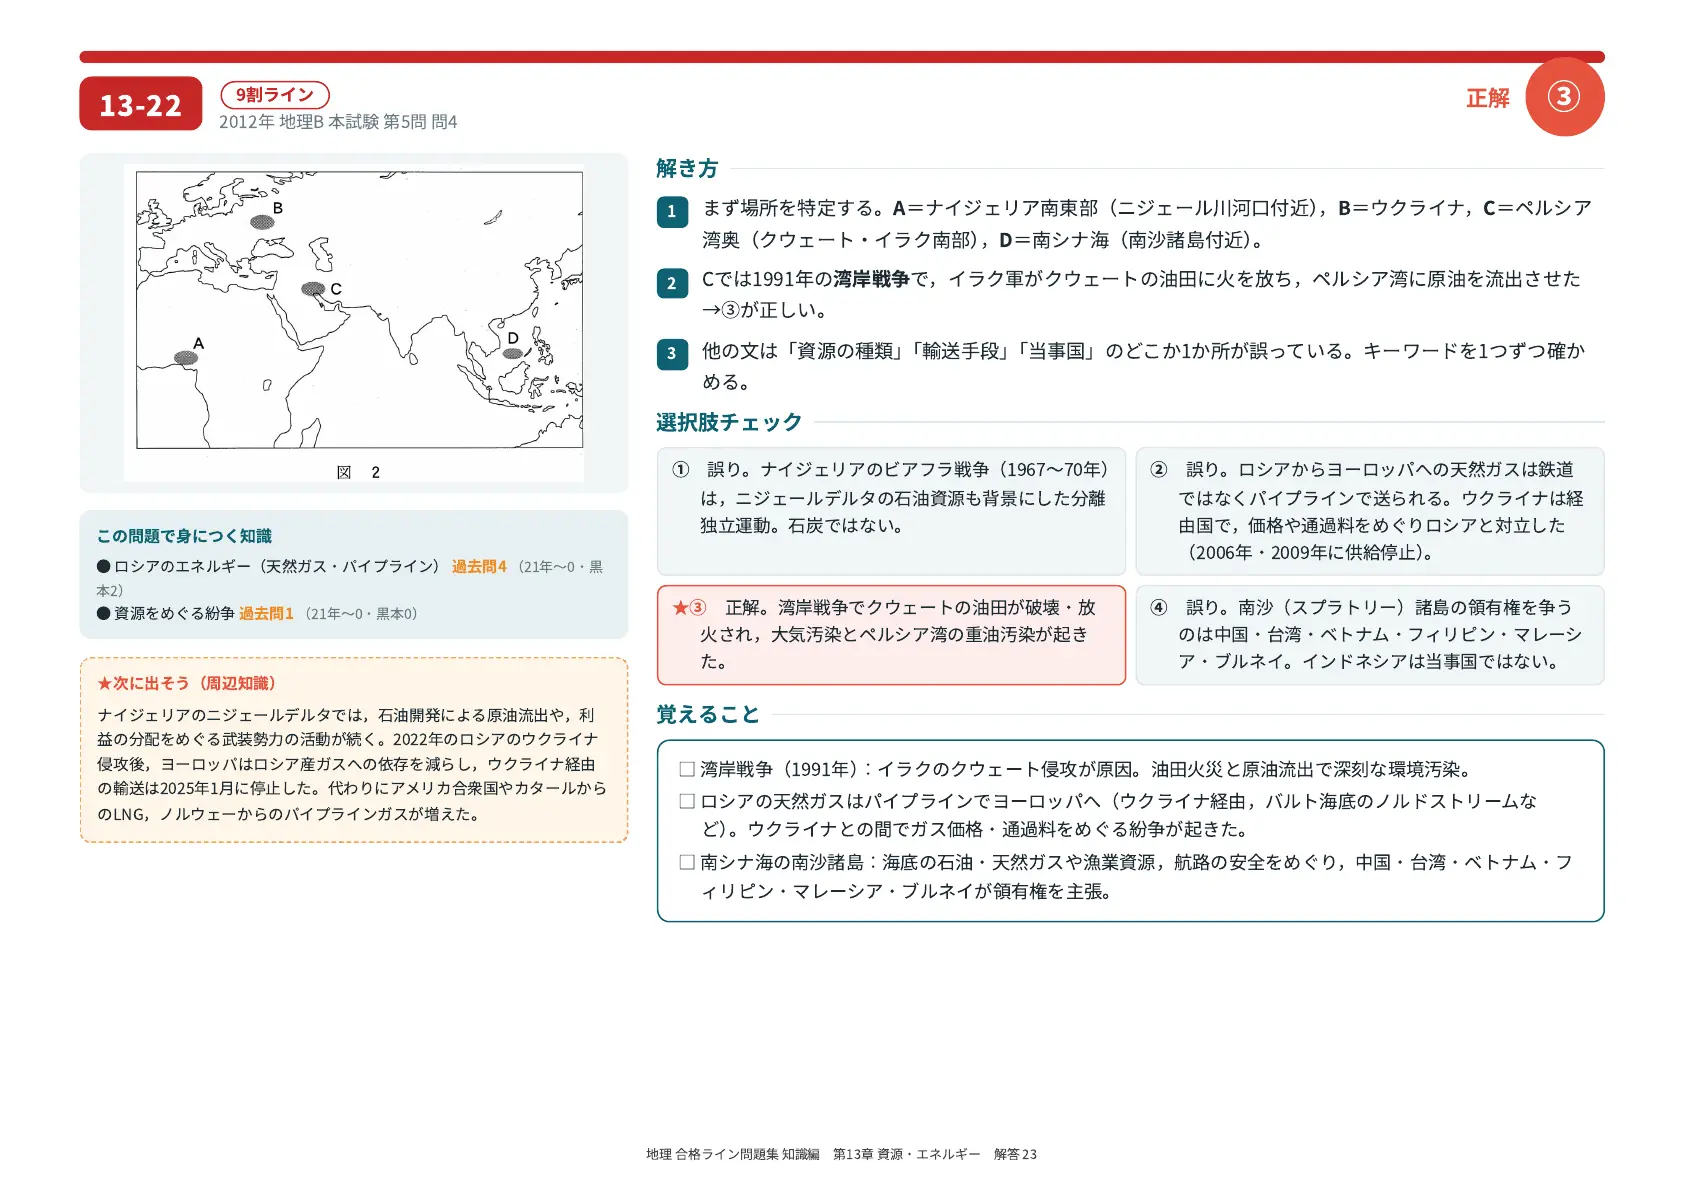 13-22
9割ライン
2012年 地理B 本試験 第5問 問4
正解 ③
A
B
C
D
図 2
この問題で身につく知識
●ロシアのエネルギー（天然ガス・パイプライン） 過去問4 （21年〜0・黒
本2）
●資源をめぐる紛争 過去問1 （21年〜0・黒本0）
★次に出そう（周辺知識）
ナイジェリアのニジェールデルタでは，石油開発による原油流出や，利
益の分配をめぐる武装勢力の活動が続く。2022年のロシアのウクライナ
侵攻後，ヨーロッパはロシア産ガスへの依存を減らし，ウクライナ経由
の輸送は2025年1月に停止した。代わりにアメリカ合衆国やカタールから
のLNG，ノルウェーからのパイプラインガスが増えた。
解き方
1 まず場所を特定する。A＝ナイジェリア南東部（ニジェール川河口付近），B＝ウクライナ，C＝ペルシア
湾奥（クウェート・イラク南部），D＝南シナ海（南沙諸島付近）。
2 Cでは1991年の湾岸戦争で，イラク軍がクウェートの油田に火を放ち，ペルシア湾に原油を流出させた
→③が正しい。
3 他の文は「資源の種類」「輸送手段」「当事国」のどこか1か所が誤っている。キーワードを1つずつ確か
める。
選択肢チェック
① 誤り。ナイジェリアのビアフラ戦争（1967〜70年）
は，ニジェールデルタの石油資源も背景にした分離
独立運動。石炭ではない。
② 誤り。ロシアからヨーロッパへの天然ガスは鉄道
ではなくパイプラインで送られる。ウクライナは経
由国で，価格や通過料をめぐりロシアと対立した
（2006年・2009年に供給停止）。
★③ 正解。湾岸戦争でクウェートの油田が破壊・放
火され，大気汚染とペルシア湾の重油汚染が起き
た。
④ 誤り。南沙（スプラトリー）諸島の領有権を争う
のは中国・台湾・ベトナム・フィリピン・マレーシ
ア・ブルネイ。インドネシアは当事国ではない。
覚えること
□ 湾岸戦争（1991年）：イラクのクウェート侵攻が原因。油田火災と原油流出で深刻な環境汚染。
□ ロシアの天然ガスはパイプラインでヨーロッパへ（ウクライナ経由，バルト海底のノルドストリームな
ど）。ウクライナとの間でガス価格・通過料をめぐる紛争が起きた。
□ 南シナ海の南沙諸島：海底の石油・天然ガスや漁業資源，航路の安全をめぐり，中国・台湾・ベトナム・フ
ィリピン・マレーシア・ブルネイが領有権を主張。
地理 合格ライン問題集 知識編 第13章 資源・エネルギー 解答23